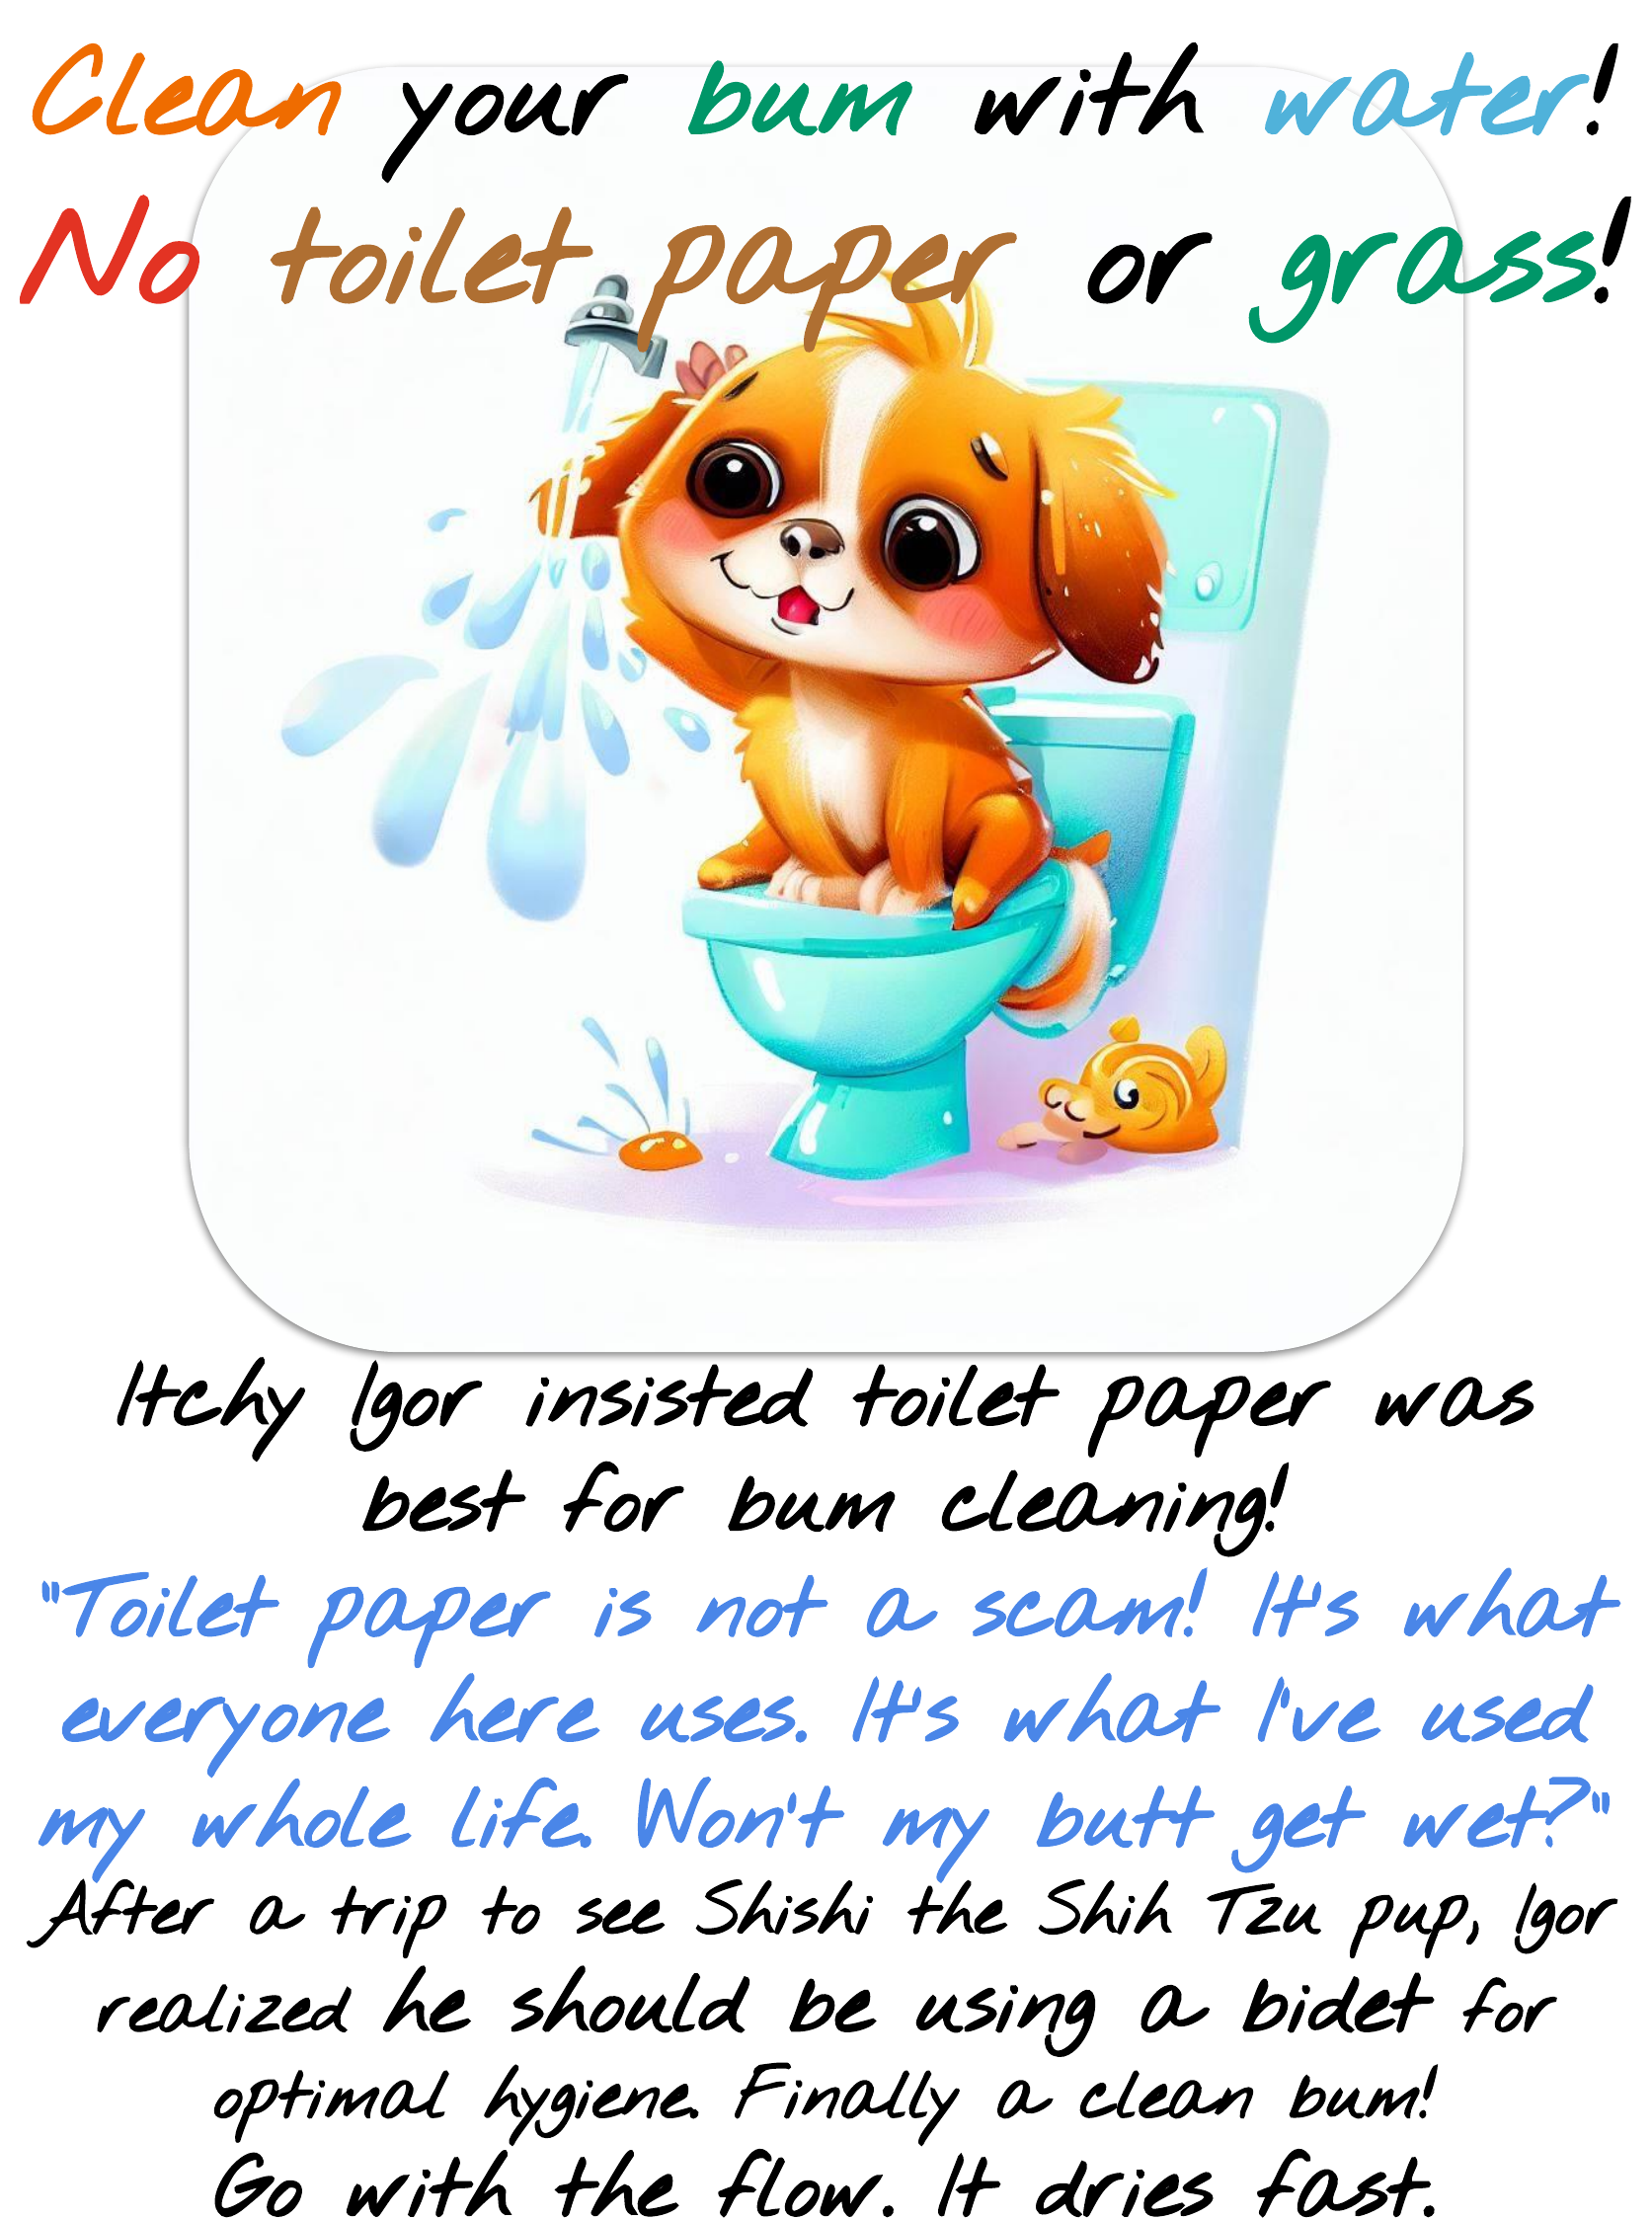 Clean your bum with water!
No toilet paper or grass!
Itchy Igor insisted toilet paper was
best for bum cleaning!
"Toilet paper is not a scam! It's what
everyone here uses. It's what I've used
my whole life. Won't my butt get wet?"
After a trip to see Shishi the Shih Tzu pup, Igor
realized he should be using a bidet for
optimal hygiene. Finally a clean bum!
Go with the flow. It dries fast.